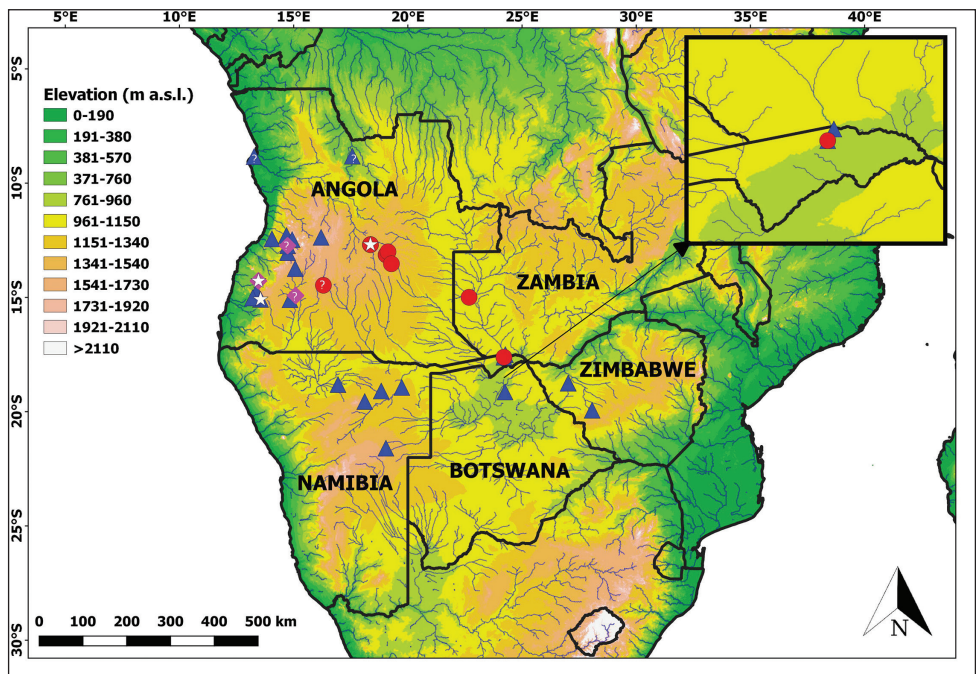 5°E 10°E 15°E 20°E 25°E 30°E 35°E 40°E
5°S
10°S
15°S
20°S
25°S
30°S
Elevation (m a.s.l.)
0-190
191-380
381-570
371-760
761-960
961-1150
1151-1340
1341-1540
1541-1730
1731-1920
1921-2110
>2110
? ?
ANGOLA
?
? ?
ZAMBIA
ZIMBABWE
NAMIBIA
BOTSWANA
0 100 200 300 400 500 km
N